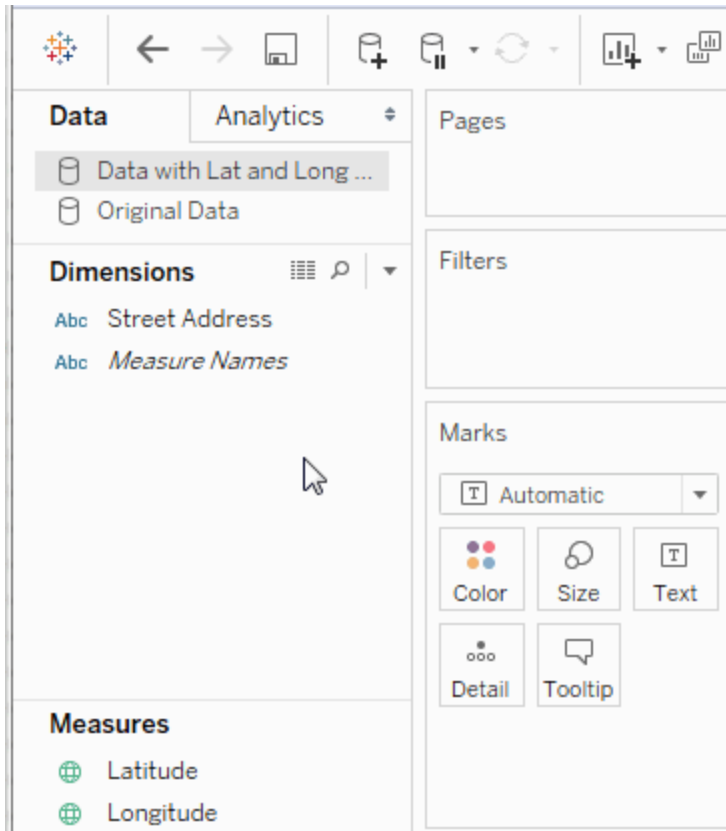 Data
Analytics
Data with Lat and Long ...
Original Data
Dimensions
Abc Street Address
Abc Measure Names
Measures
Latitude
Longitude
Pages
Filters
Marks
T Automatic
Color
Size
T
Text
Detail
Tooltip